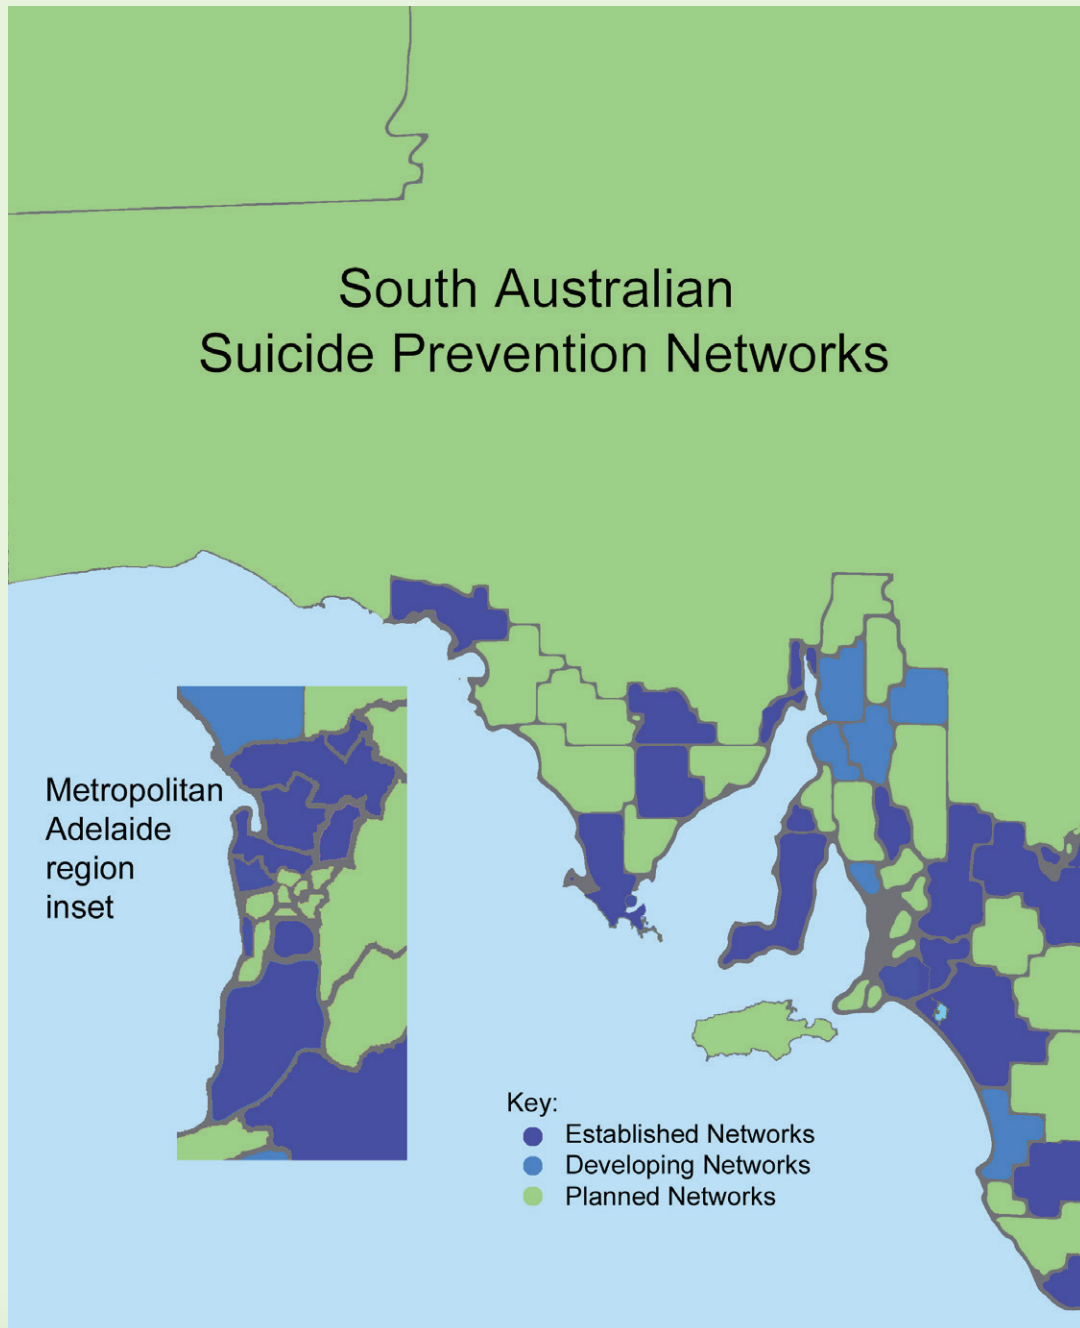 South Australian
Suicide Prevention Networks
Metropolitan
Adelaide
region
inset
Key:
Established Networks
Developing Networks
Planned Networks